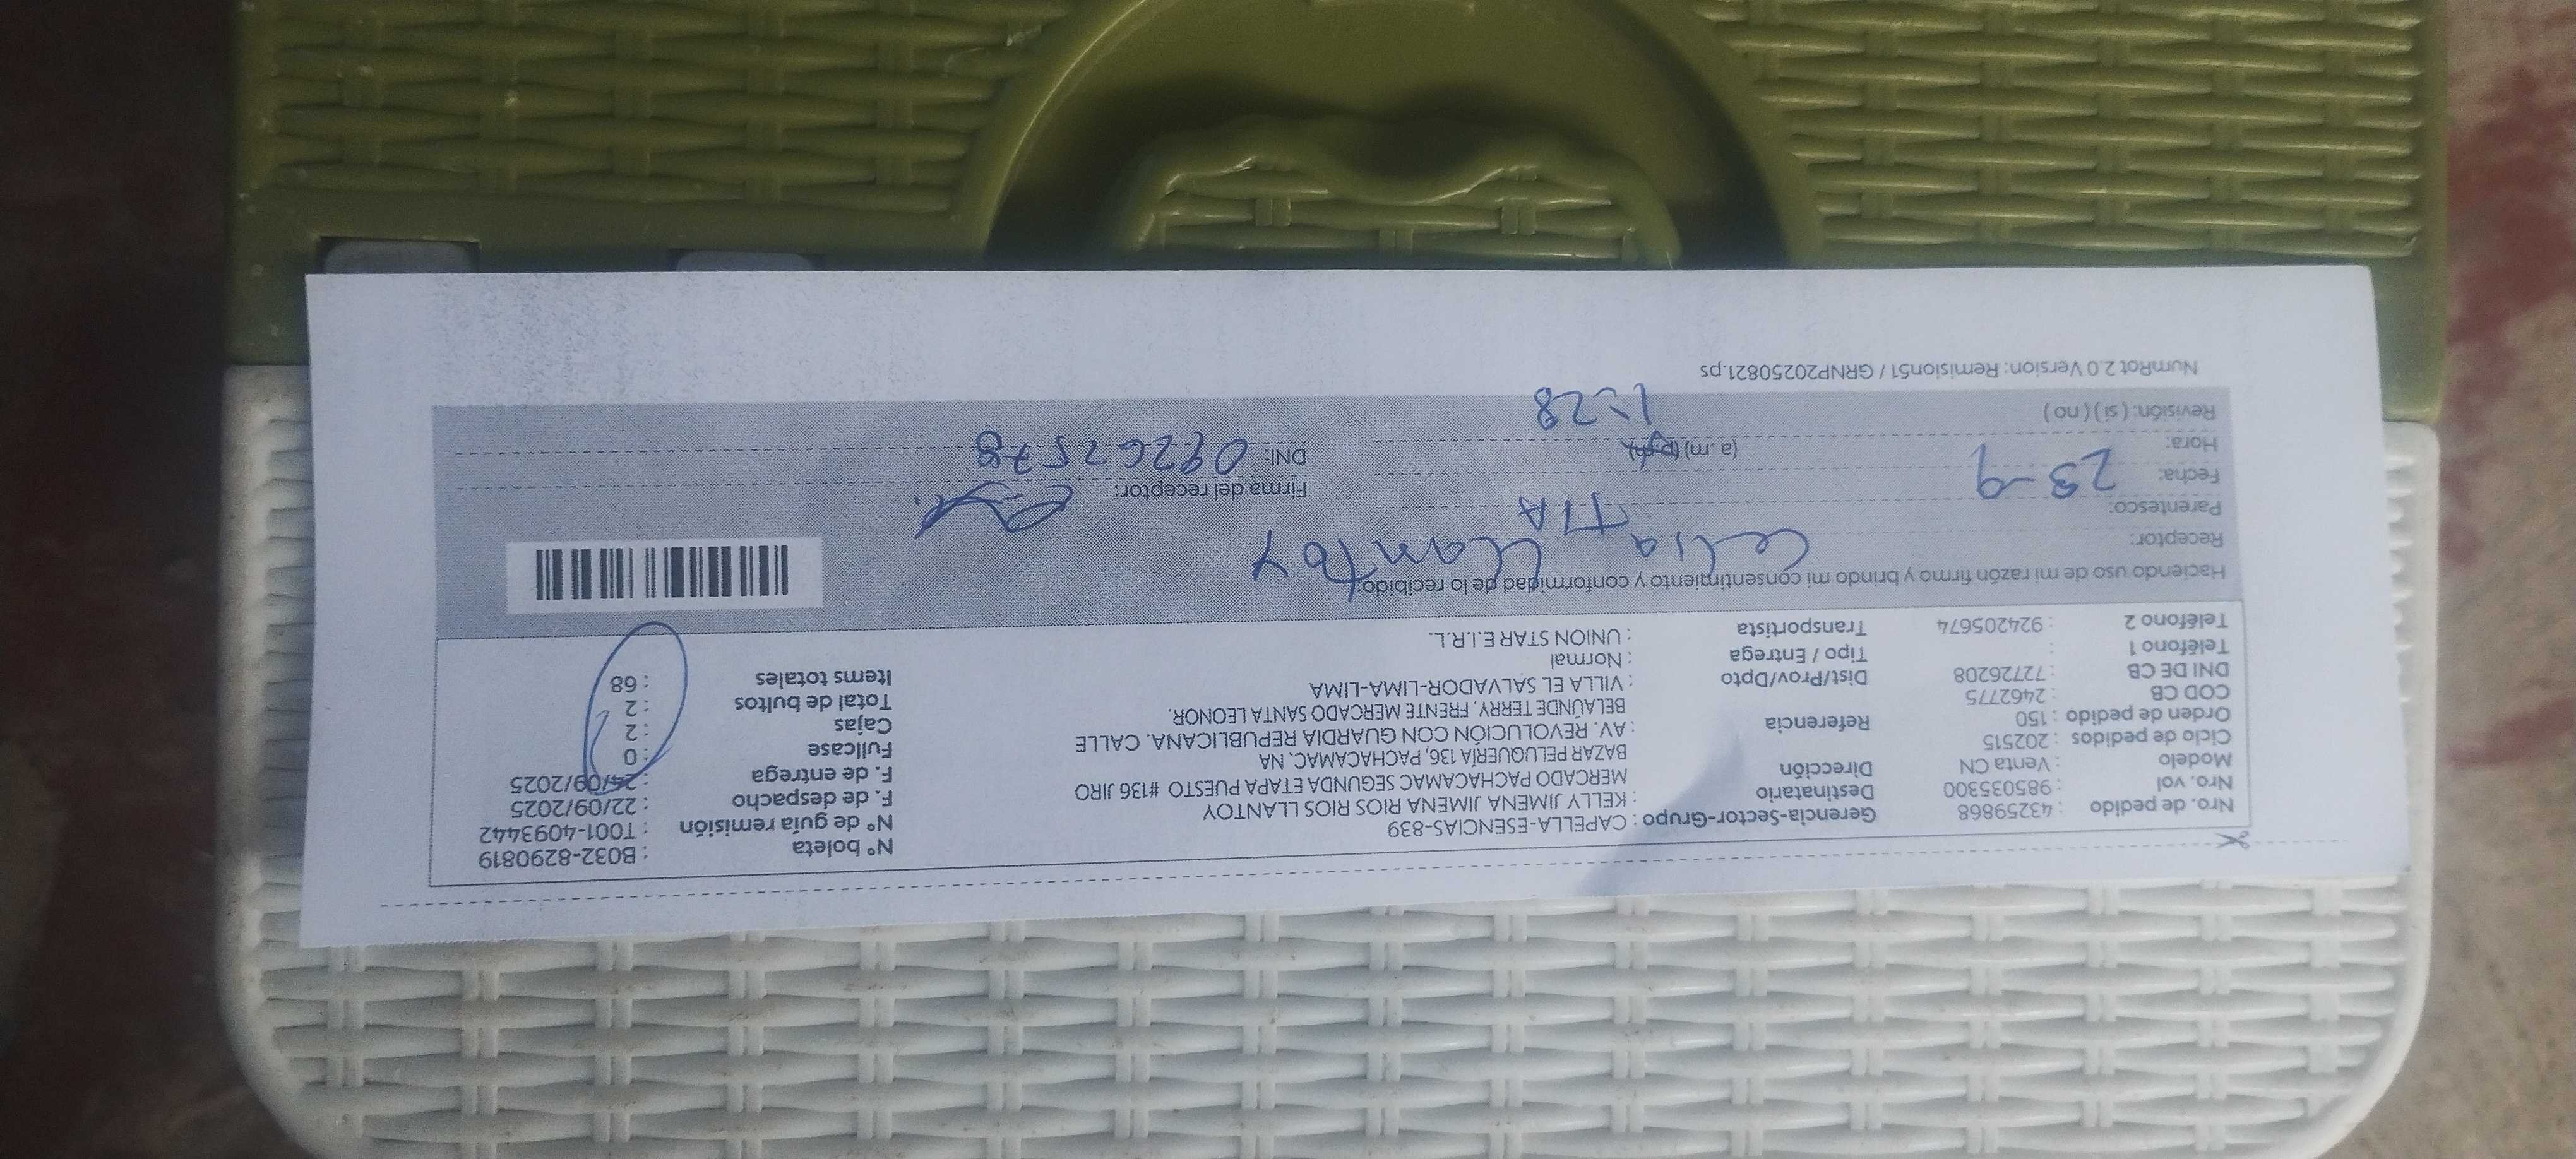 Nro. de pedido : 43259868
Nro. vol : 985035300
Modelo : Venta CN
Ciclo de pedidos : 202515
Orden de pedido : 150
COD CB : 2462775
DNI DE CB : 72726208
Teléfono 1 :
Teléfono 2 : 924205674
Gerencia-Sector-Grupo : CAPELLA-ESENCIAS-839
Destinatario : KELLY JIMENA JIMENA RIOS RIOS LLANTOY
Dirección MERCADO PACHACAMAC SEGUNDA ETAPA PUESTO #136 JIRO
BAZAR PELUQUERÍA 136, PACHACAMAC. NA
Referencia : AV. REVOLUCIÓN CON GUARDIA REPUBLICANA. CALLE
BELAÚNDE TERRY. FRENTE MERCADO SANTA LEONOR.
Dist/Prov/Dpto : VILLA EL SALVADOR-LIMA-LIMA
Tipo / Entrega : Normal
Transportista : UNION STAR E.I.R.L.
N° boleta : B032-8290819
N° de guía remisión : T001-4093442
F. de despacho : 22/09/2025
F. de entrega : 24/09/2025
Fullcase : 0
Cajas : 2
Total de bultos : 2
Items totales : 68
Haciendo uso de mi razón firmo y brindo mi consentimiento y conformidad de lo recibido:
Receptor: Celia Llantoy
Parentesco: TIA
Fecha: 23-9
Hora: (a.m) (p.m) 1:28
Revisión: (si) (no)
Firma del receptor:
DNI: 09262578
NumRot 2.0 Version: Remision51 / GRNP20250821.ps